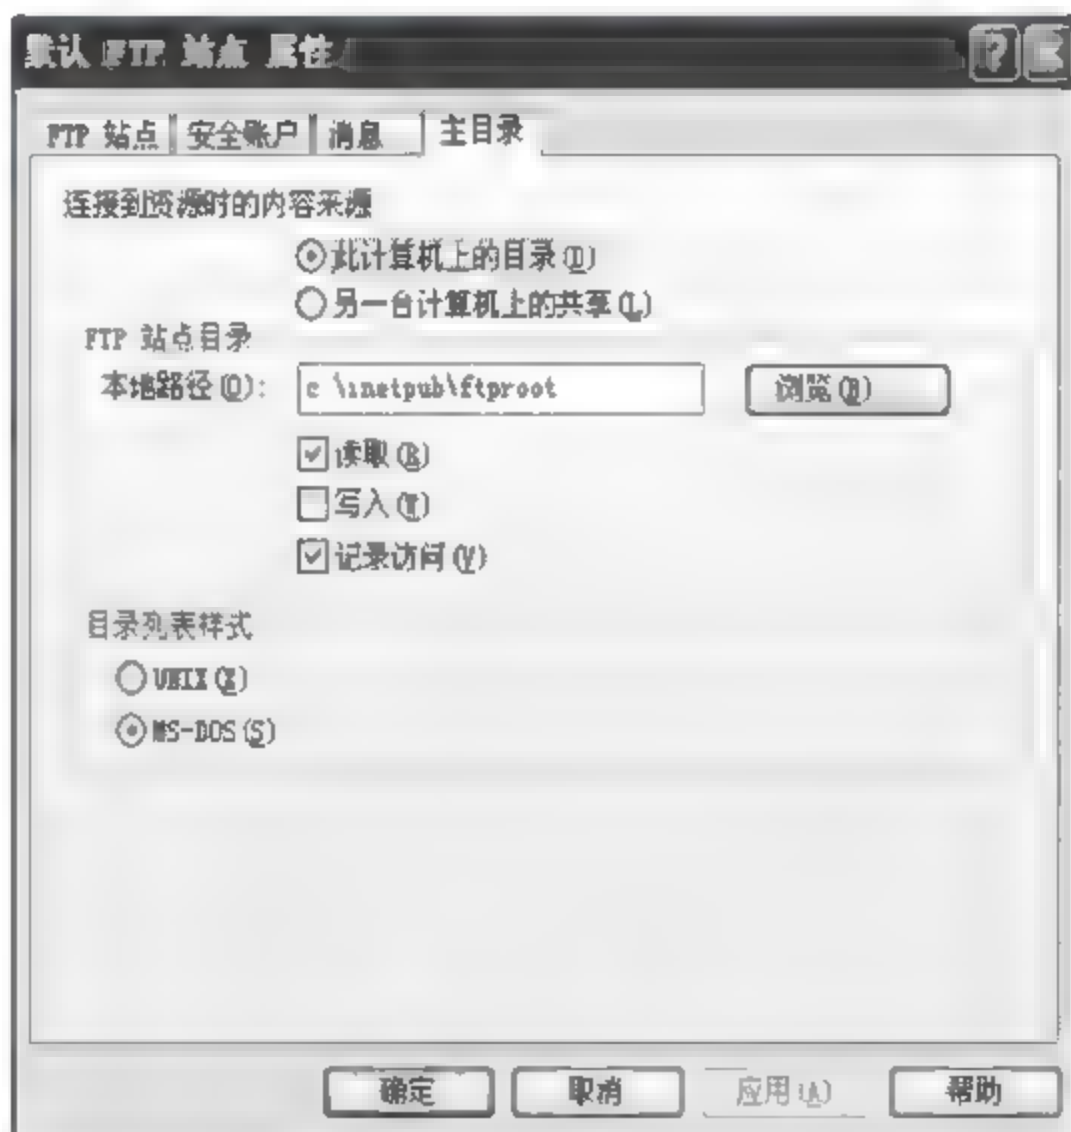 默认 FTP 站点 属性
FTP 站点 安全账户 消息 主目录
连接到资源时的内容来源
此计算机上的目录(D)
另一台计算机上的共享(L)
FTP 站点目录
本地路径(O): c \inetpub\ftproot 浏览(R)
读取(R)
写入(W)
记录访问(V)
目录列表样式
UNIX(X)
MS-DOS(S)
确定 取消 应用(A) 帮助